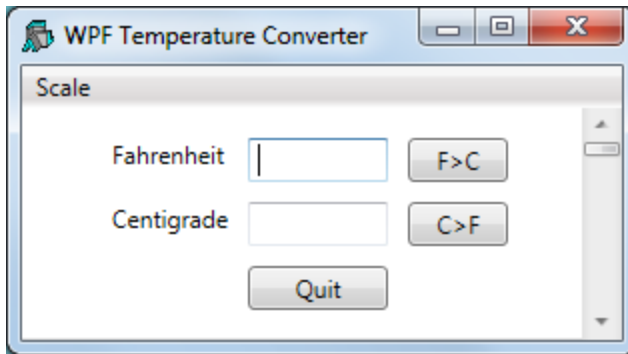 WPF Temperature Converter
Scale
Fahrenheit F>C
Centigrade C>F
Quit